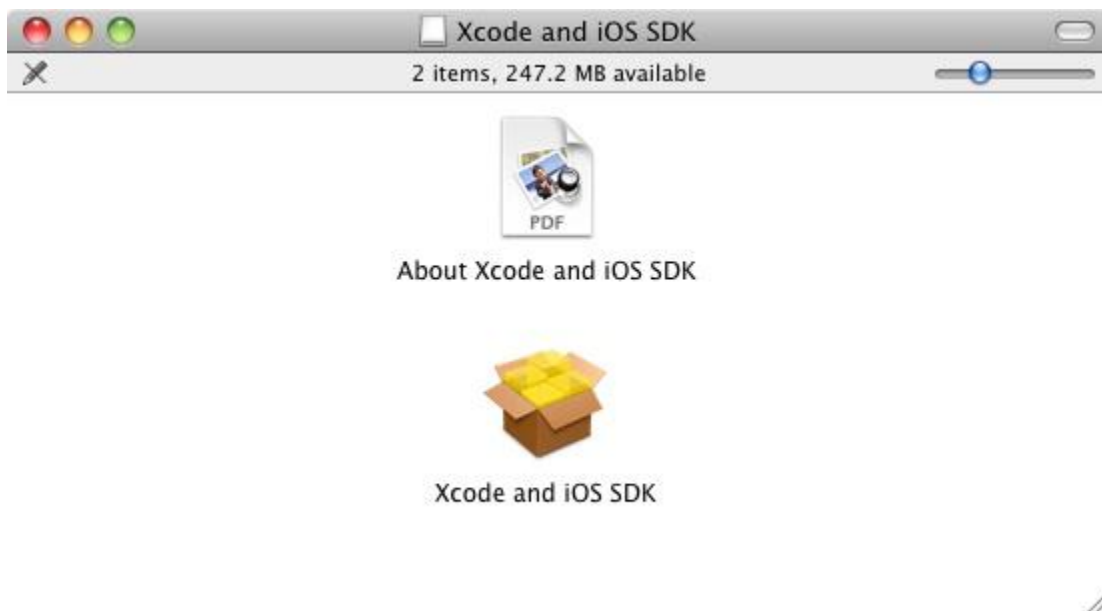 Xcode and iOS SDK
2 items, 247.2 MB available
PDF
About Xcode and iOS SDK
Xcode and iOS SDK